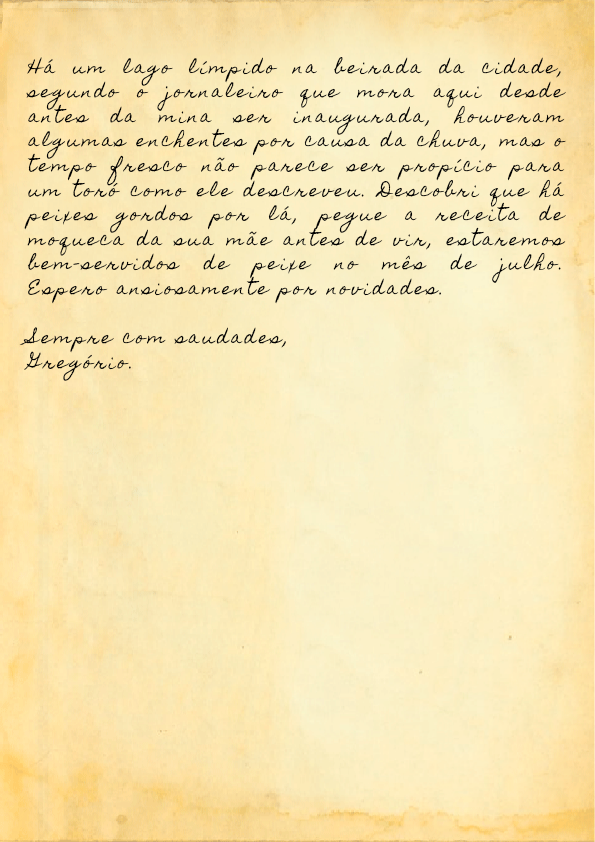 Há um lago límpido na beirada da cidade,
segundo o jornaleiro que mora aqui desde
antes da mina ser inaugurada, houveram
algumas enchentes por causa da chuva, mas o
tempo fresco não parece ser propício para
um toró como ele descreveu. Descobri que há
peixes gordos por lá, pegue a receita de
moqueca da sua mãe antes de vir, estaremos
bem-servidos de peixe no mês de julho.
Espero ansiosamente por novidades.
Sempre com saudades,
Gregório.